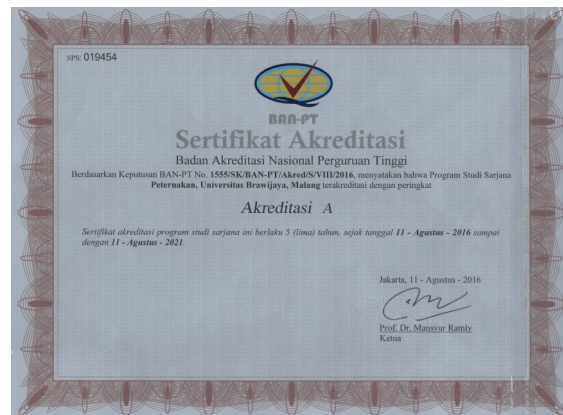 SPS: 019454
BAN-PT
Sertifikat Akreditasi
Badan Akreditasi Nasional Perguruan Tinggi
Berdasarkan Keputusan BAN-PT No. 1555/SK/BAN-PT/Akred/S/VIII/2016, menyatakan bahwa Program Studi Sarjana
Peternakan, Universitas Brawijaya, Malang terakreditasi dengan peringkat
Akreditasi A
Sertifikat akreditasi program studi sarjana ini berlaku 5 (lima) tahun, sejak tanggal 11 - Agustus - 2016 sampai
dengan 11 - Agustus - 2021.
Jakarta, 11 - Agustus - 2016
Prof. Dr. Mansyur Ramly
Ketua